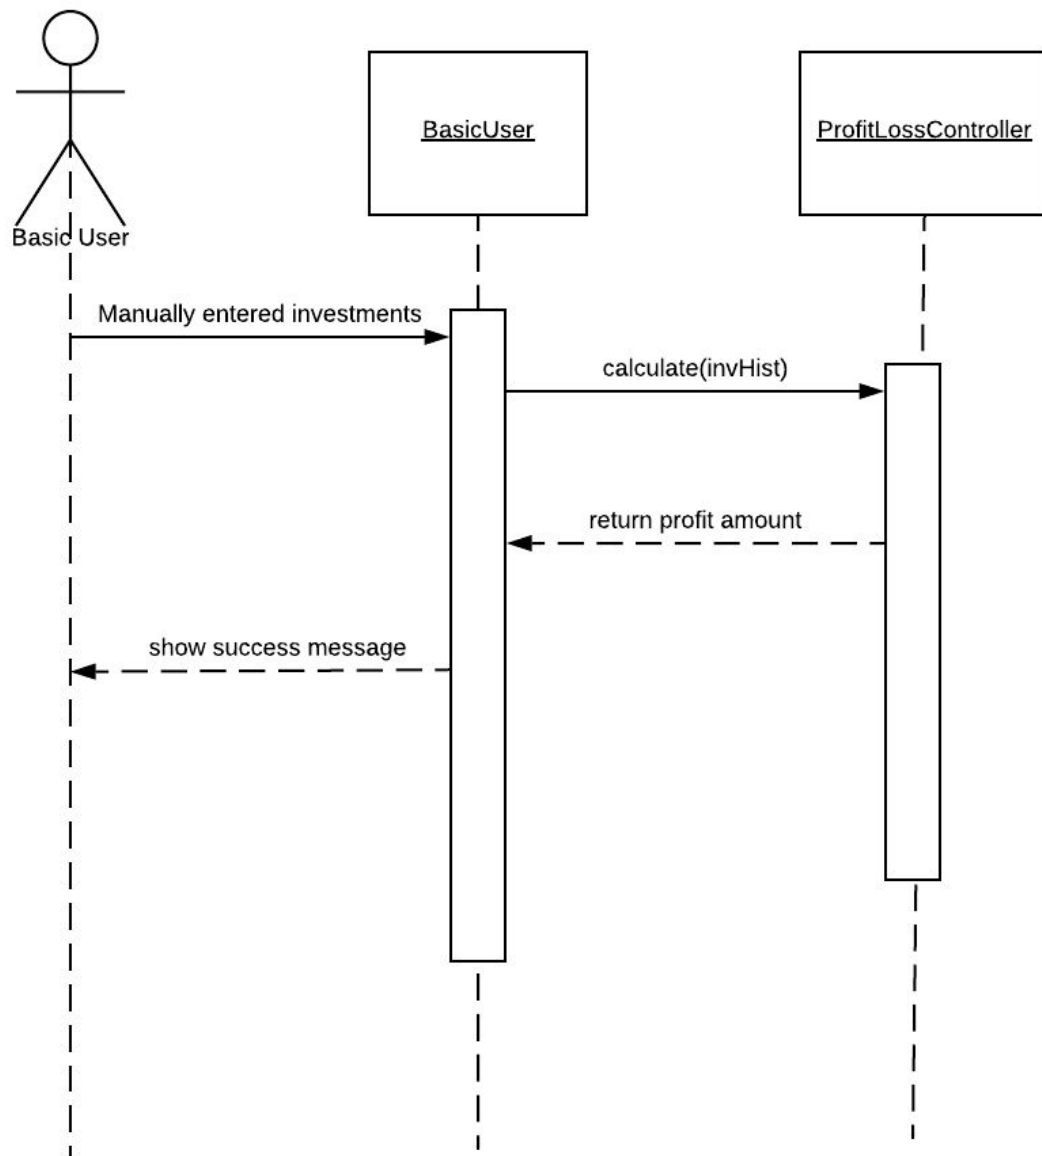 BasicUser
ProfitLossController
Basic User
Manually entered investments
calculate(invHist)
return profit amount
show success message